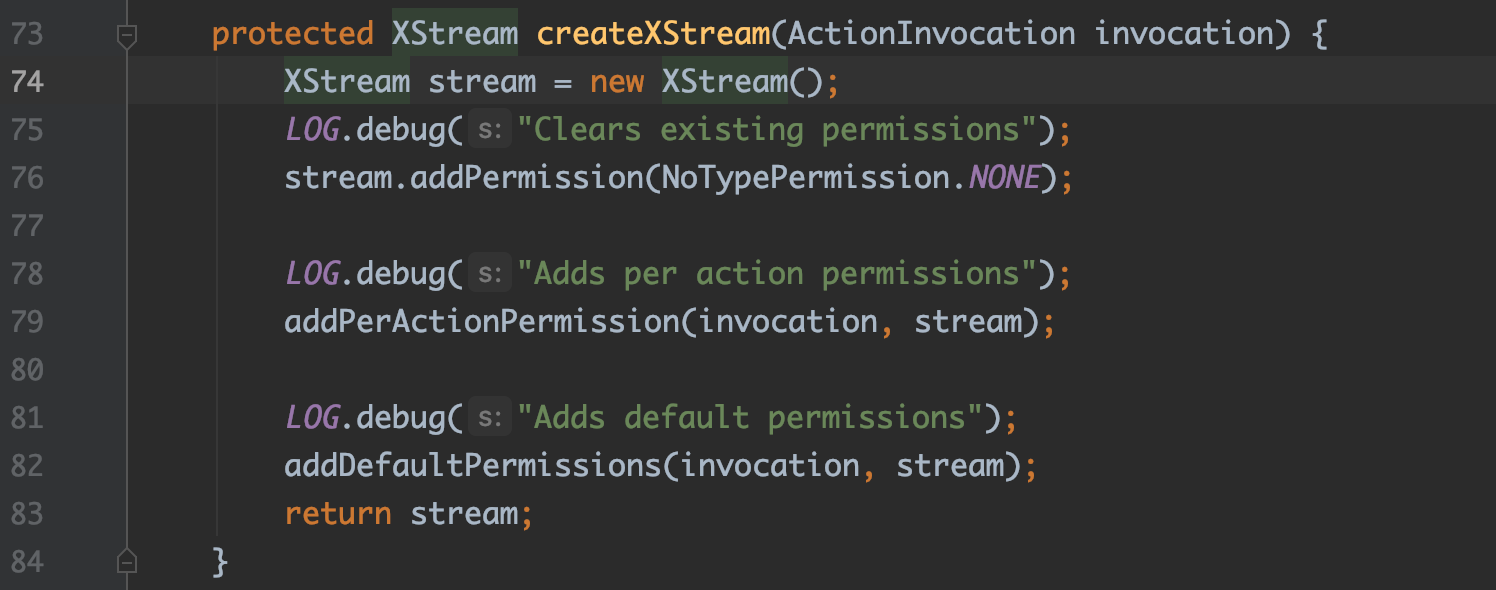 73 protected XStream createXStream(ActionInvocation invocation) {
74 XStream stream = new XStream();
75 LOG.debug( s: "Clears existing permissions");
76 stream.addPermission(NoTypePermission.NONE);
77
78 LOG.debug( s: "Adds per action permissions");
79 addPerActionPermission(invocation, stream);
80
81 LOG.debug( s: "Adds default permissions");
82 addDefaultPermissions(invocation, stream);
83 return stream;
84 }